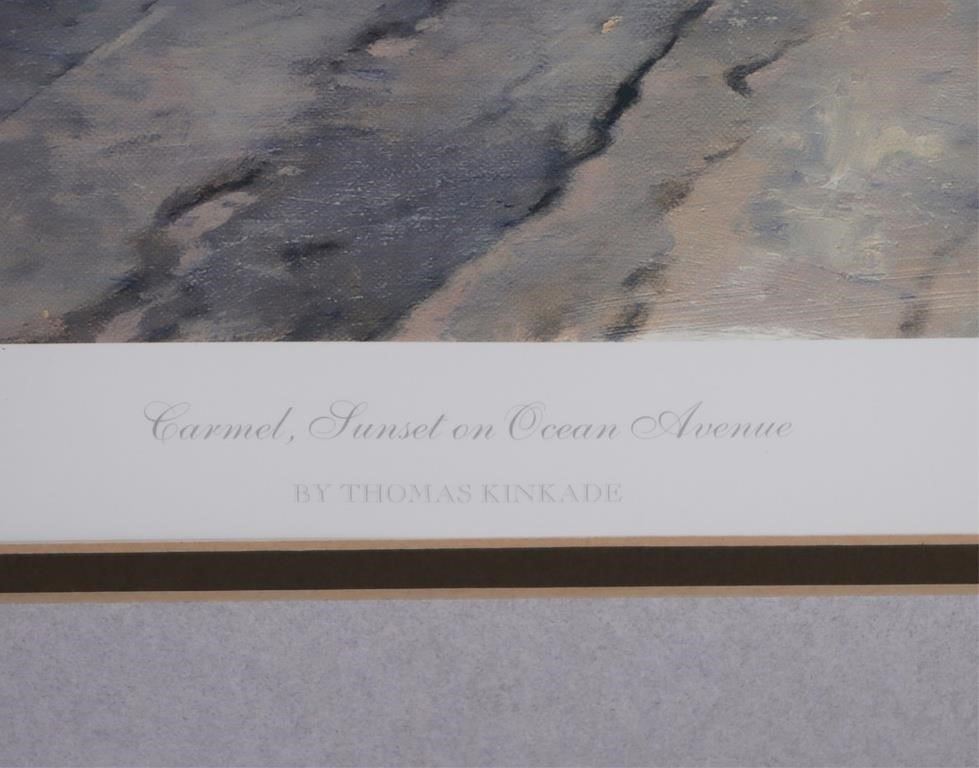 Carmel, Sunset on Ocean Avenue
BY THOMAS KINKADE